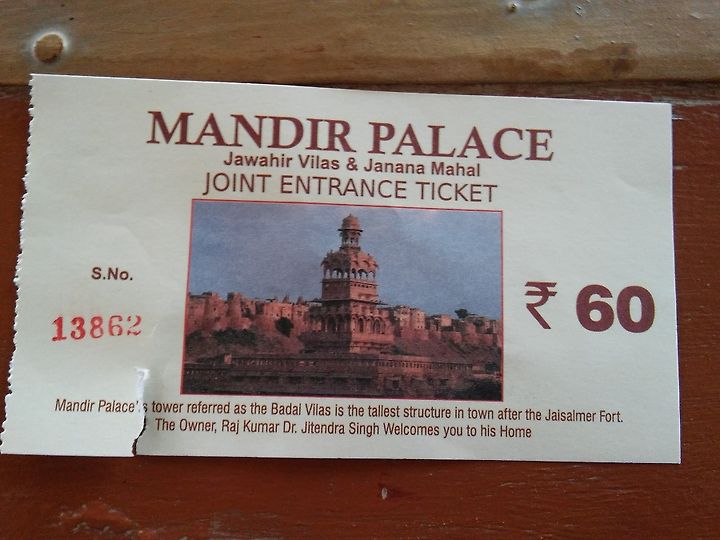 MANDIR PALACE
Jawahir Vilas & Janana Mahal
JOINT ENTRANCE TICKET
S.No.
13862
₹ 60
Mandir Palace's tower referred as the Badal Vilas is the tallest structure in town after the Jaisalmer Fort.
The Owner, Raj Kumar Dr. Jitendra Singh Welcomes you to his Home